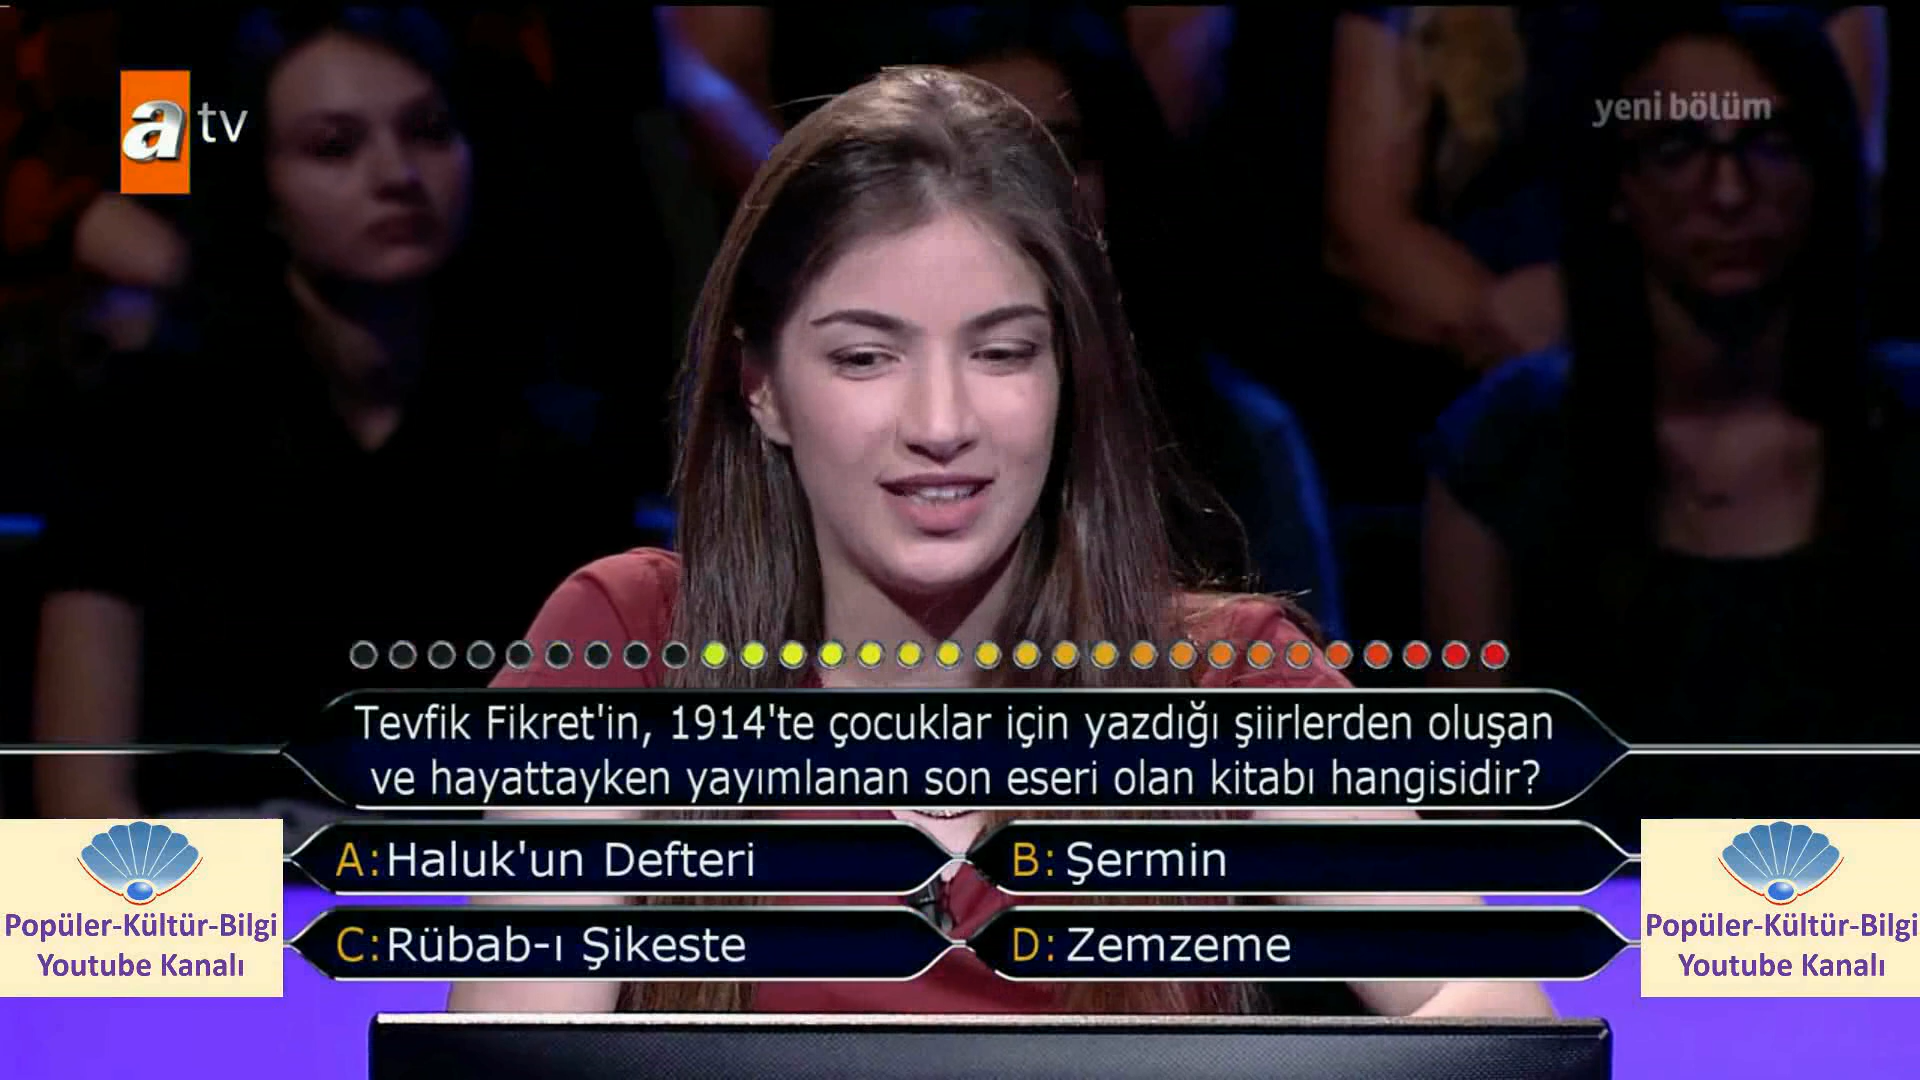 a tv
yeni bölüm
Tevfik Fikret'in, 1914'te çocuklar için yazdığı şiirlerden oluşan
ve hayattayken yayımlanan son eseri olan kitabı hangisidir?
A: Haluk'un Defteri
B: Şermin
C: Rübab-ı Şikeste
D: Zemzeme
Popüler-Kültür-Bilgi
Youtube Kanalı
Popüler-Kültür-Bilgi
Youtube Kanalı